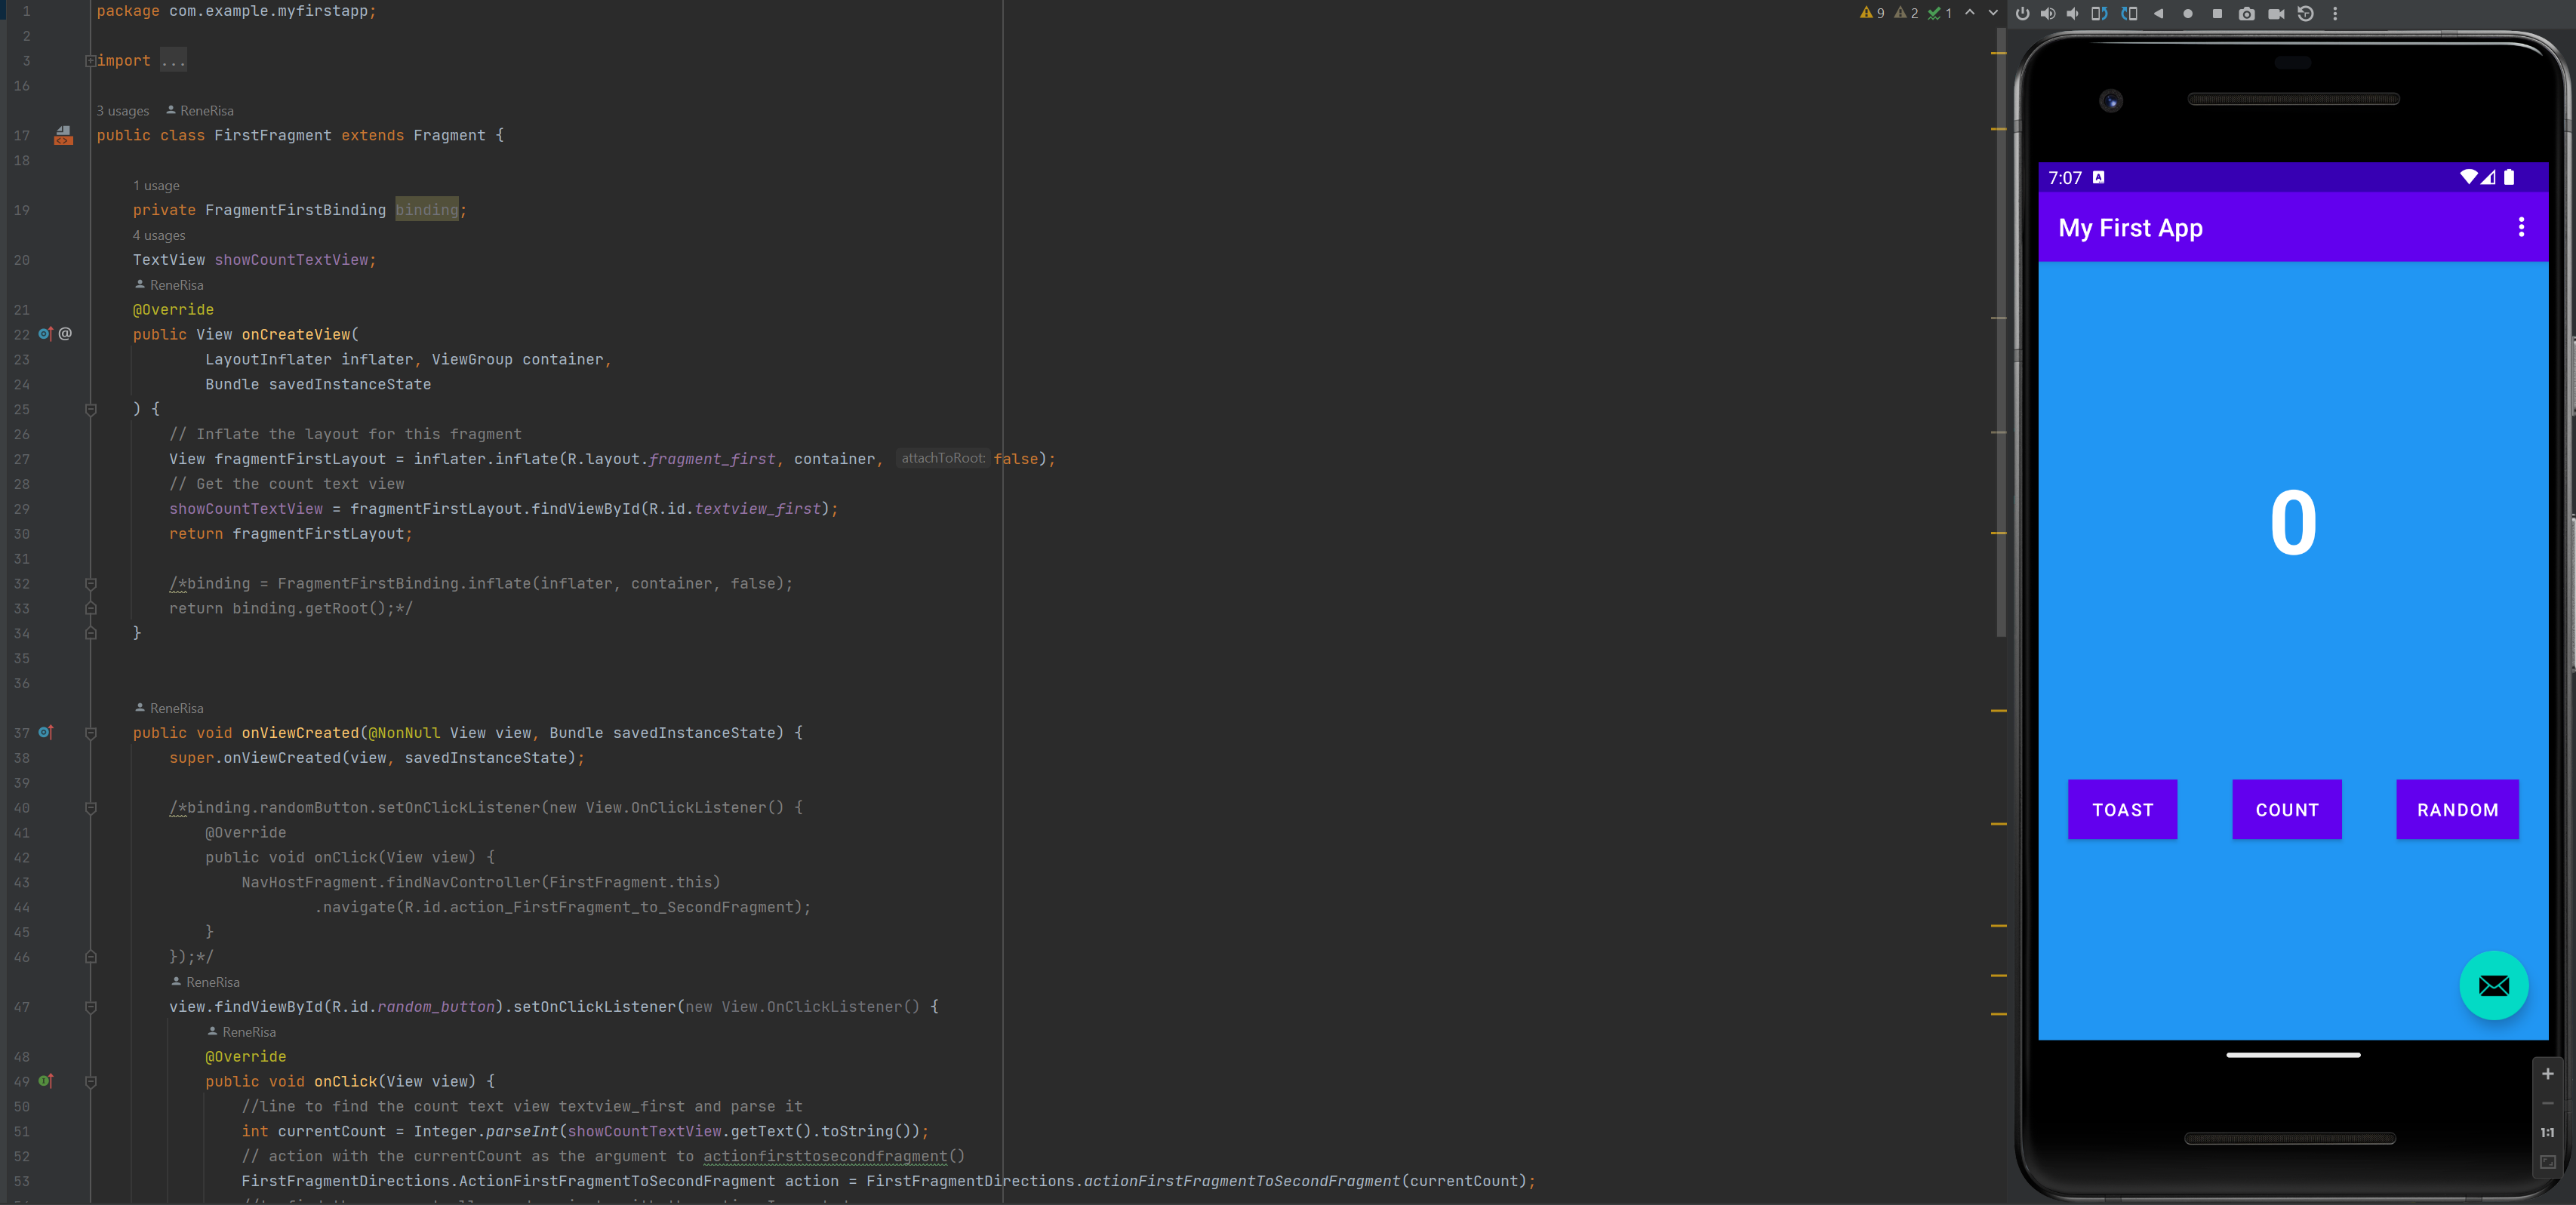 1 package com.example.myfirstapp;
2
3 import ...
16
3 usages ReneRisa
17 public class FirstFragment extends Fragment {
18
1 usage
19 private FragmentFirstBinding binding;
4 usages
20 TextView showCountTextView;
ReneRisa
21 @Override
22 @ public View onCreateView(
23 LayoutInflater inflater, ViewGroup container,
24 Bundle savedInstanceState
25 ) {
26 // Inflate the layout for this fragment
27 View fragmentFirstLayout = inflater.inflate(R.layout.fragment_first, container, attachToRoot: false);
28 // Get the count text view
29 showCountTextView = fragmentFirstLayout.findViewById(R.id.textview_first);
30 return fragmentFirstLayout;
31
32 /*binding = FragmentFirstBinding.inflate(inflater, container, false);
33 return binding.getRoot();*/
34 }
35
36
ReneRisa
37 public void onViewCreated(@NonNull View view, Bundle savedInstanceState) {
38 super.onViewCreated(view, savedInstanceState);
39
40 /*binding.randomButton.setOnClickListener(new View.OnClickListener() {
41 @Override
42 public void onClick(View view) {
43 NavHostFragment.findNavController(FirstFragment.this)
44 .navigate(R.id.action_FirstFragment_to_SecondFragment);
45 }
46 });*/
ReneRisa
47 view.findViewById(R.id.random_button).setOnClickListener(new View.OnClickListener() {
ReneRisa
48 @Override
49 public void onClick(View view) {
50 //line to find the count text view textview_first and parse it
51 int currentCount = Integer.parseInt(showCountTextView.getText().toString());
52 // action with the currentCount as the argument to actionfirsttosecondfragment()
53 FirstFragmentDirections.ActionFirstFragmentToSecondFragment action = FirstFragmentDirections.actionFirstFragmentToSecondFragment(currentCount);
9 2 1
7:07 A
My First App
0
TOAST COUNT RANDOM
1:1